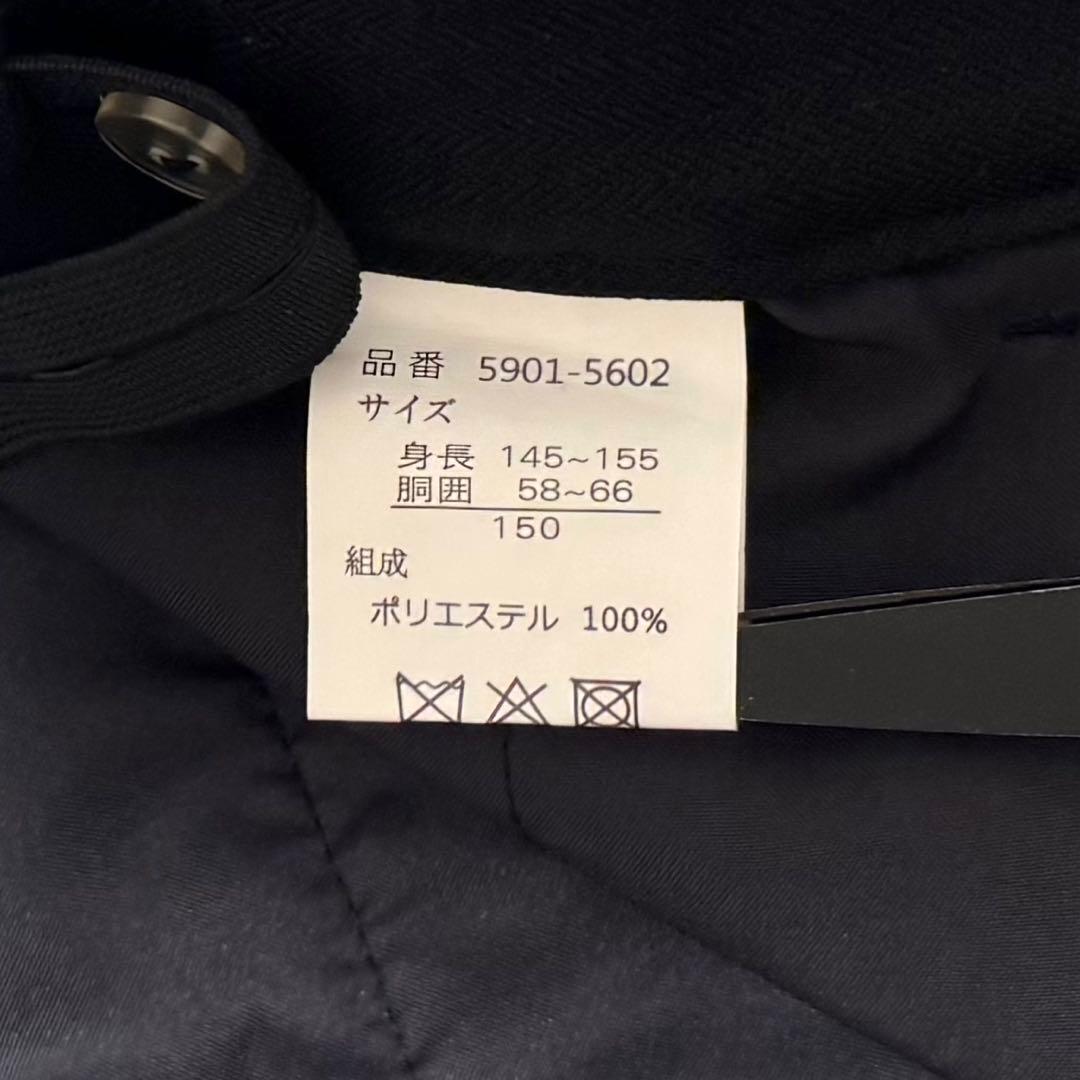 品番 5901-5602
サイズ
身長 145~155
胴囲 58~66
150
組成
ポリエステル 100%